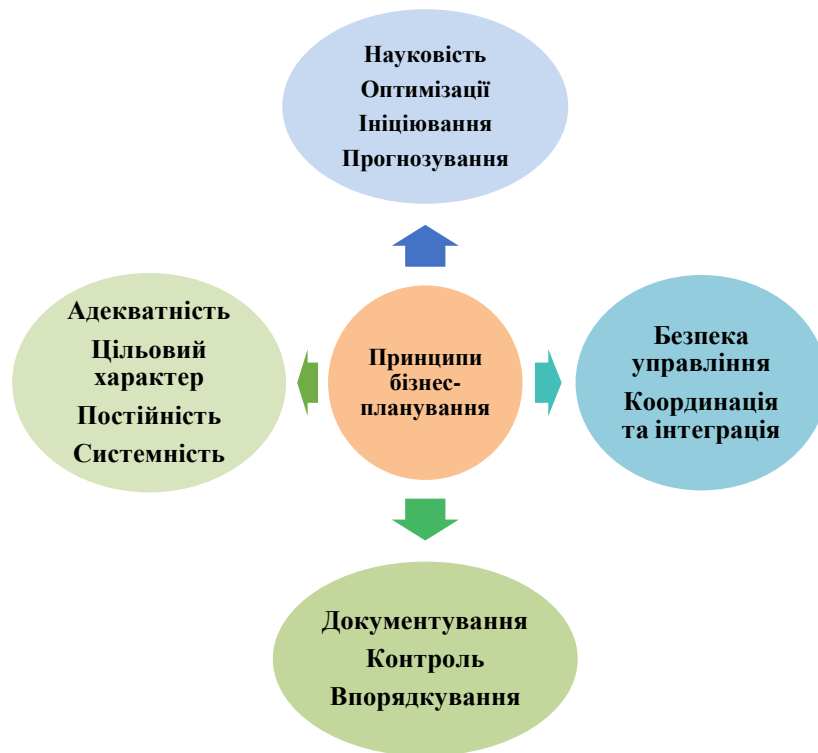 Науковість
Оптимізації
Ініціювання
Прогнозування
Адекватність
Цільовий
характер
Постійність
Системність
Принципи
бізнес-
планування
Безпека
управління
Координація
та інтеграція
Документування
Контроль
Впорядкування